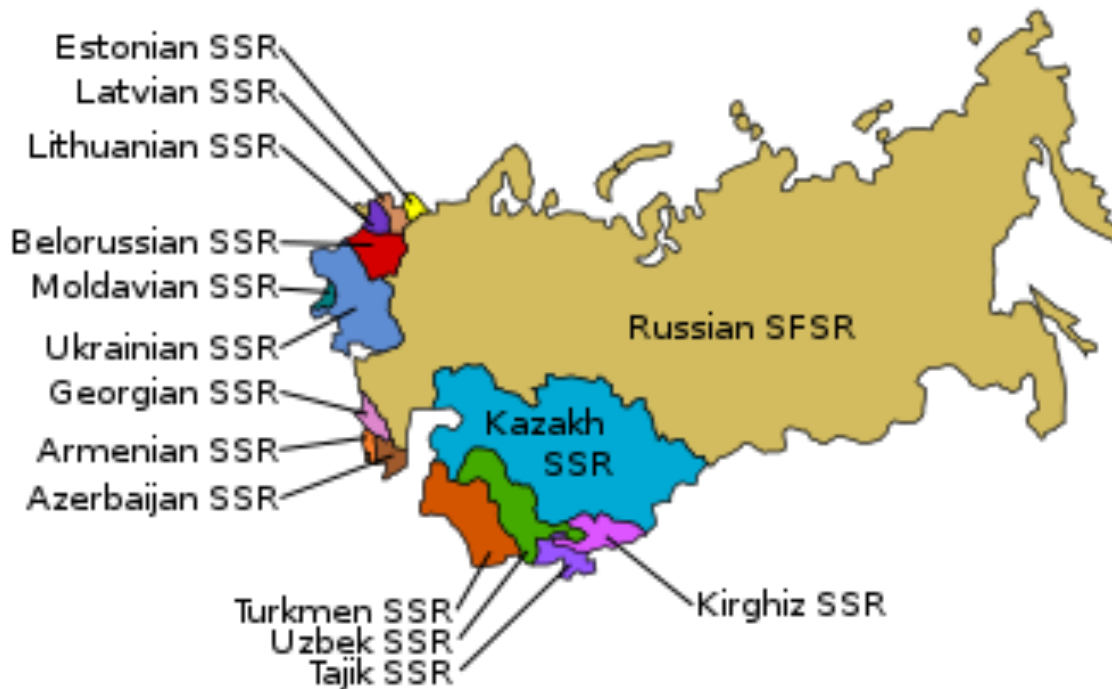 Estonian SSR
Latvian SSR
Lithuanian SSR
Belorussian SSR
Moldavian SSR
Ukrainian SSR
Georgian SSR
Armenian SSR
Azerbaijan SSR
Russian SFSR
Kazakh
SSR
Turkmen SSR
Uzbek SSR
Tajik SSR
Kirghiz SSR